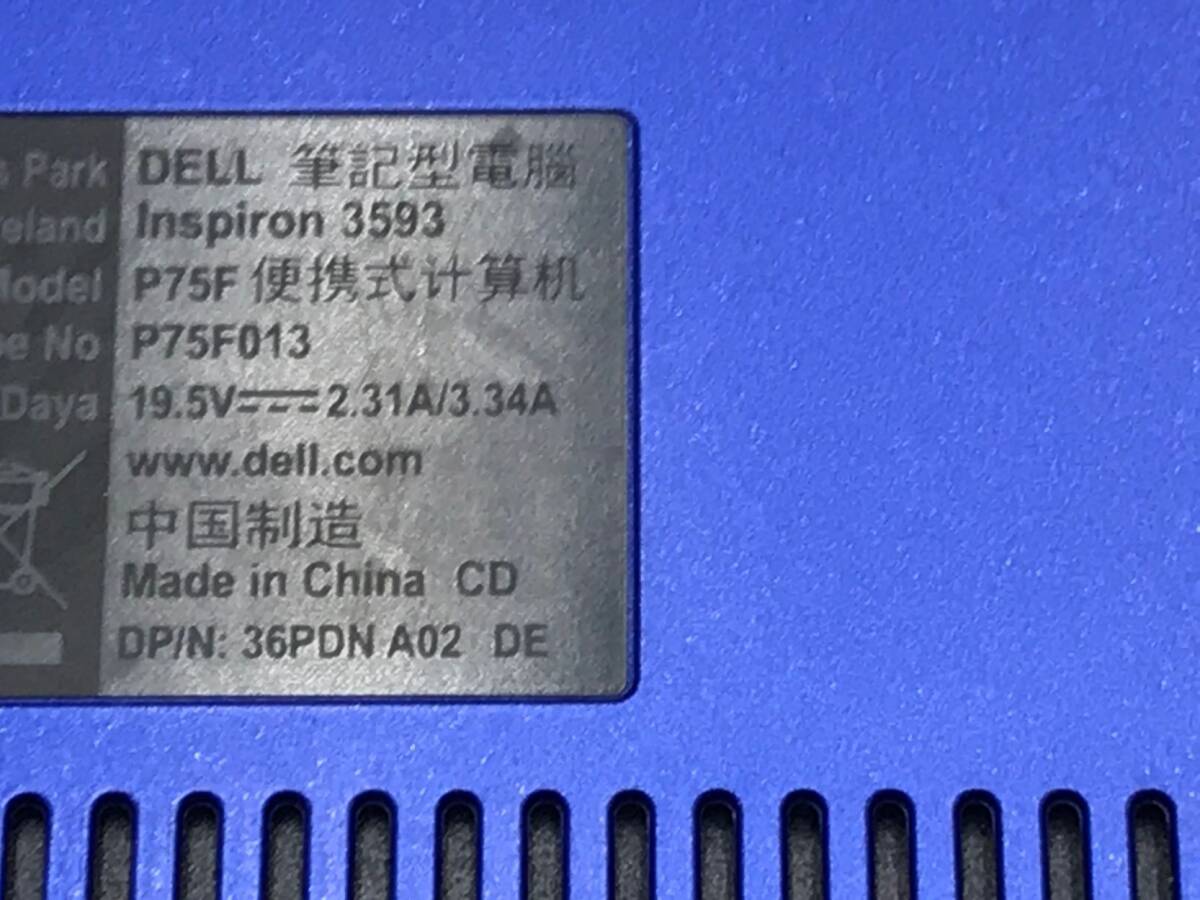 Park DELL 筆記型電腦
Inspiron 3593
Model P75F 便携式计算机
No P75F013
Daya 19.5V 2.31A/3.34A
www.dell.com
中国制造
Made in China CD
DP/N: 36PDN A02 DE